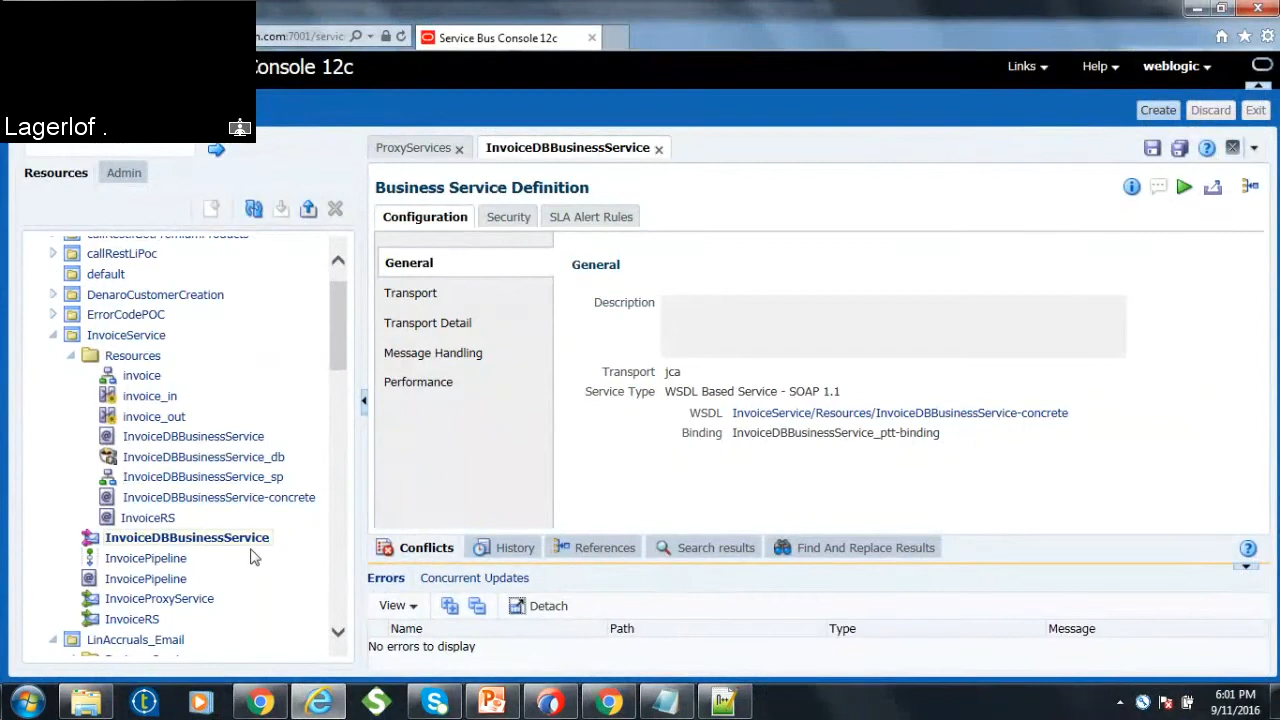 n.com:7001/servic
Service Bus Console 12c
Console 12c
Links
Help
weblogic
Lagerlof .
Create
Discard
Exit
Resources
Admin
callRestLiPoc
default
DenaroCustomerCreation
ErrorCodePOC
InvoiceService
Resources
invoice
invoice_in
invoice_out
InvoiceDBBusinessService
InvoiceDBBusinessService_db
InvoiceDBBusinessService_sp
InvoiceDBBusinessService-concrete
InvoiceRS
InvoiceDBBusinessService
InvoicePipeline
InvoicePipeline
InvoiceProxyService
InvoiceRS
LinAccruals_Email
ProxyServices
InvoiceDBBusinessService
Business Service Definition
Configuration
Security
SLA Alert Rules
General
Transport
Transport Detail
Message Handling
Performance
General
Description
Transport jca
Service Type WSDL Based Service - SOAP 1.1
WSDL InvoiceService/Resources/InvoiceDBBusinessService-concrete
Binding InvoiceDBBusinessService_ptt-binding
Conflicts
History
References
Search results
Find And Replace Results
Errors
Concurrent Updates
View
Detach
Name Path Type Message
No errors to display
6:01 PM
9/11/2016